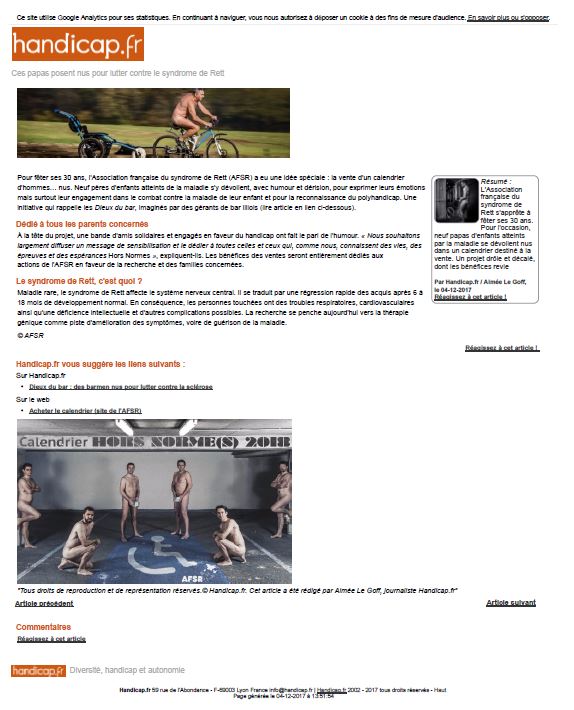 Ce site utilise Google Analytics pour ses statistiques. En continuant à naviguer, vous nous autorisez à déposer un cookie à des fins de mesure d'audience. En savoir plus ou s'opposer.
handicap.fr
Ces papas posent nus pour lutter contre le syndrome de Rett
Pour fêter ses 30 ans, l'Association française du syndrome de Rett (AFSR) a eu une idée spéciale : la vente d'un calendrier
d'hommes... nus. Neuf pères d'enfants atteints de la maladie s'y dévoilent, avec humour et dérision, pour exprimer leurs émotions
mais surtout leur engagement dans le combat contre la maladie de leur enfant et pour la reconnaissance du polyhandicap. Une
initiative qui rappelle les Dieux du bar, imaginés par des gérants de bar lillois (lire article en lien ci-dessous).
Résumé :
L'Association
française du
syndrome de
Rett s'apprête à
fêter ses 30 ans.
Pour l'occasion,
neuf papas d'enfants atteints
par la maladie se dévoilent nus
dans un calendrier destiné à la
vente. Un projet drôle et décalé,
dont les bénéfices revie
Par Handicap.fr / Aimée Le Goff,
le 04-12-2017
Réagissez à cet article !
Dédié à tous les parents concernés
À la tête du projet, une bande d'amis solidaires et engagés en faveur du handicap ont fait le pari de l'humour. « Nous souhaitons
largement diffuser un message de sensibilisation et le dédier à toutes celles et ceux qui, comme nous, connaissent des vies, des
épreuves et des espérances Hors Normes », expliquent-ils. Les bénéfices des ventes seront entièrement dédiés aux
actions de l'AFSR en faveur de la recherche et des familles concernées.
Le syndrome de Rett, c'est quoi ?
Maladie rare, le syndrome de Rett affecte le système nerveux central. Il se traduit par une régression rapide des acquis après 6 à
18 mois de développement normal. En conséquence, les personnes touchées ont des troubles respiratoires, cardiovasculaires
ainsi qu'une déficience intellectuelle et d'autres complications possibles. La recherche se penche aujourd'hui vers la thérapie
génique comme piste d'amélioration des symptômes, voire de guérison de la maladie.
© AFSR
Réagissez à cet article !
Handicap.fr vous suggère les liens suivants :
Sur Handicap.fr
• Dieux du bar : des barmen nus pour lutter contre la sclérose
Sur le web
• Acheter le calendrier (site de l'AFSR)
Calendrier HORS NORME(S) 2018
AFSR
"Tous droits de reproduction et de représentation réservés.© Handicap.fr. Cet article a été rédigé par Aimée Le Goff, journaliste Handicap.fr"
Article précédent
Article suivant
Commentaires
Réagissez à cet article
handicap.fr Diversité, handicap et autonomie
Handicap.fr 59 rue de l'Abondance - F-69003 Lyon France info@handicap.fr | Handicap.fr 2002 - 2017 tous droits réservés - Haut
Page générée le 04-12-2017 à 13:51:54